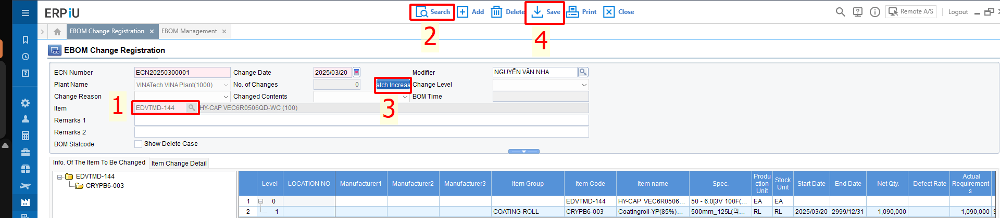 ERP iU
Search
Add
Delete
Save
Print
Close
Remote A/S
Logout
2
4
EBOM Change Registration
EBOM Management
EBOM Change Registration
ECN Number
ECN20250300001
Change Date
2025/03/20
Modifier
NGUYỄN VĂN NHA
Plant Name
VINATech VINA Plant(1000)
No. of Changes
0
atch Increas
Change Level
Change Reason
Changed Contents
BOM Time
1
3
Item
EDVTMD-144
HY-CAP VEC6R0506QD-WC (100)
Remarks 1
Remarks 2
BOM Statcode
Show Delete Case
Info. Of The Item To Be Changed
Item Change Detail
EDVTMD-144
CRYPB6-003
Level
LOCATION NO
Manufacturer1
Manufacturer2
Manufacturer3
Item Group
Item Code
Item name
Spec.
Produ
ction
Unit
Stock
Unit
Start Date
End Date
Net Qty.
Defect Rate
Actual
Requirement
s
1
0
EDVTMD-144
HY-CAP VEC6R0506...
50 - 6.0[3V 100F(...
EA
EA
2
1
COATING-ROLL
CRYPB6-003
Coatingroll-YP(85%)...
500mm_125L(믹...
RL
RL
2025/03/20
2999/12/31
1,090,000
1,090,000